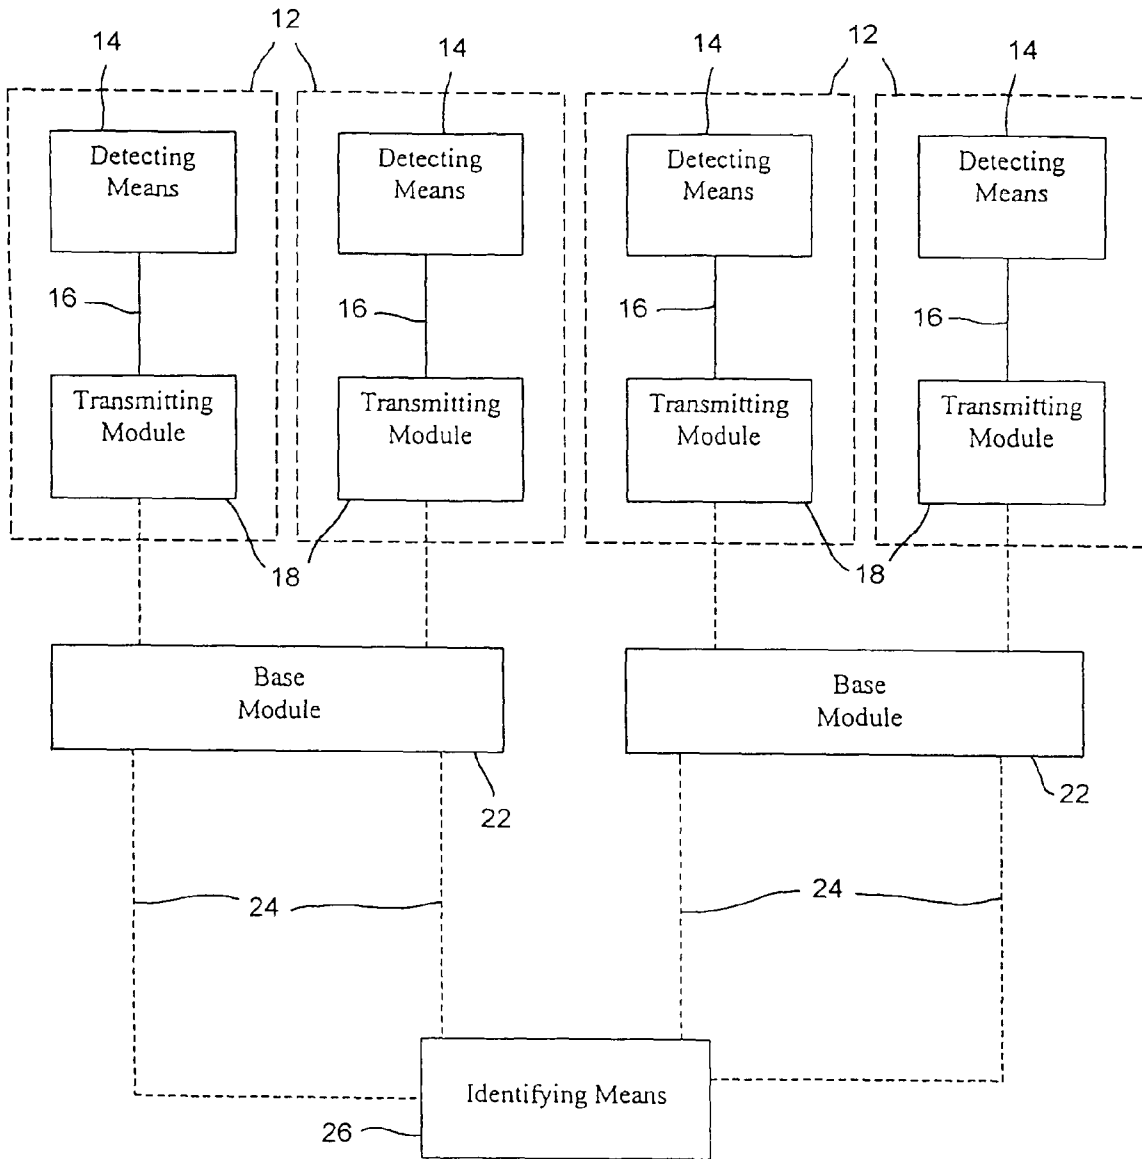 12
12
14
14
14
14
Detecting
Means
Detecting
Means
Detecting
Means
Detecting
Means
16
16
16
16
Transmitting
Module
Transmitting
Module
Transmitting
Module
Transmitting
Module
18
18
Base
Module
Base
Module
22
22
24
24
Identifying Means
26